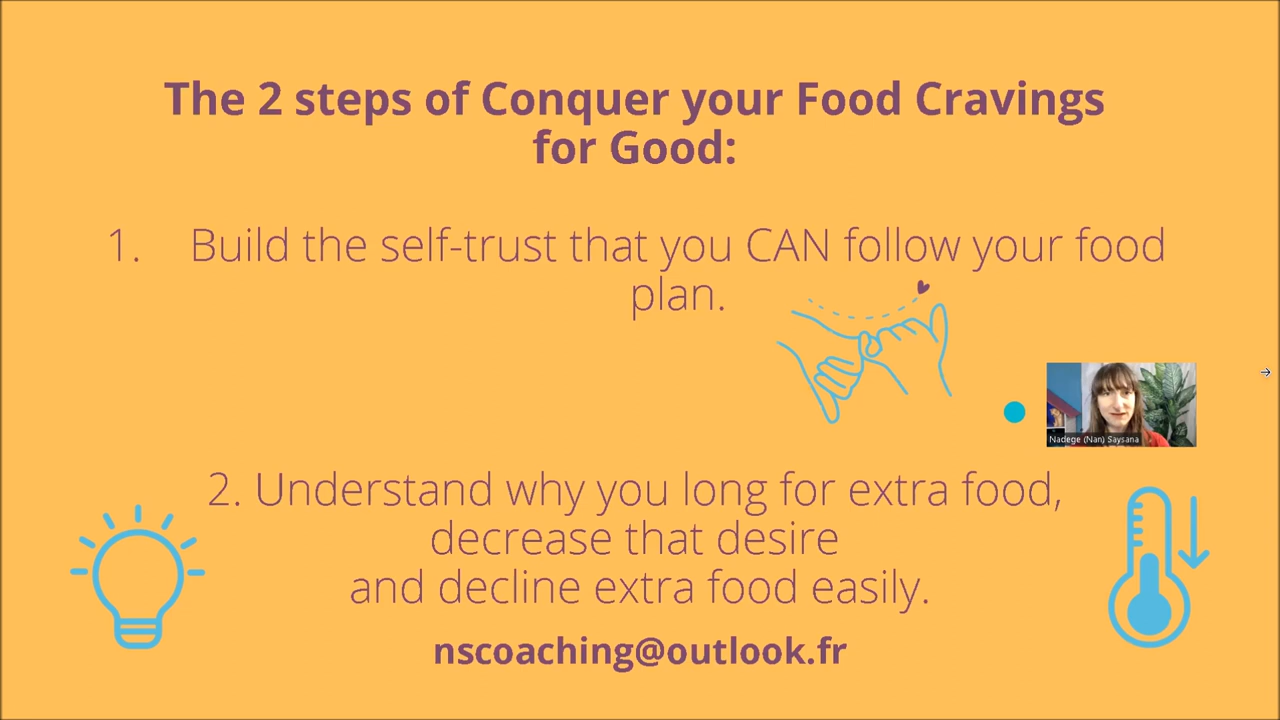 The 2 steps of Conquer your Food Cravings
for Good:
1. Build the self-trust that you CAN follow your food
plan.
Nadege (Nan) Saysana
2. Understand why you long for extra food,
decrease that desire
and decline extra food easily.
nscoaching@outlook.fr